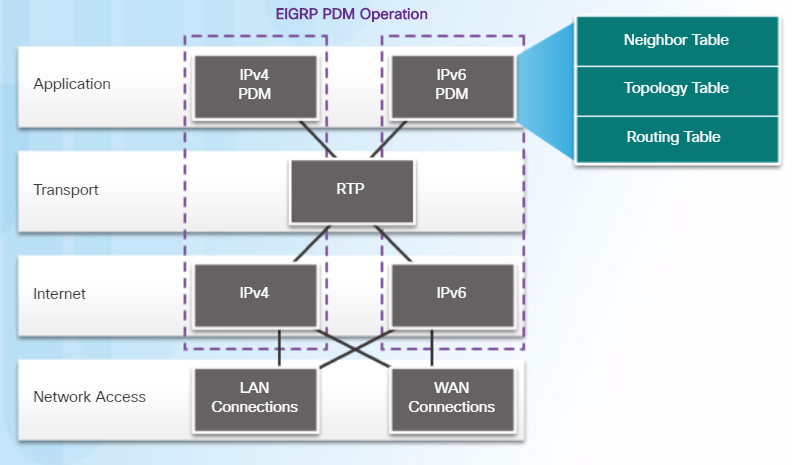 EIGRP PDM Operation
Application
IPv4
PDM
IPv6
PDM
Neighbor Table
Topology Table
Routing Table
Transport
RTP
Internet
IPv4
IPv6
Network Access
LAN
Connections
WAN
Connections